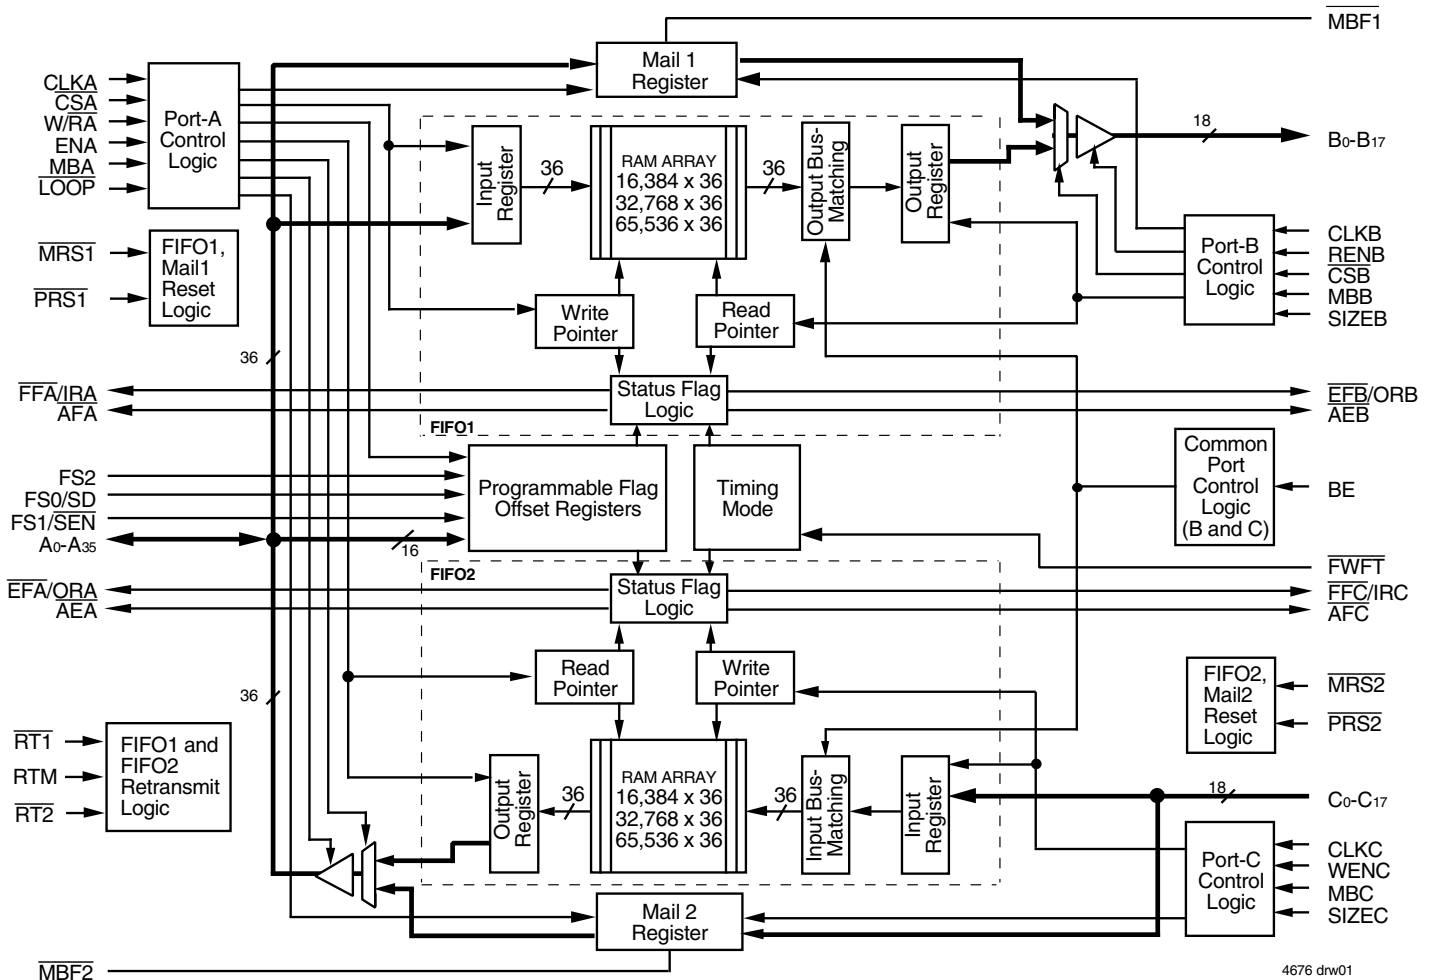 MBF1
Mail 1
Register
CLKA
CSA
W/RA
ENA
MBA
LOOP
Port-A
Control
Logic
MRS1
PRS1
FIFO1,
Mail1
Reset
Logic
Input
Register
36
RAM ARRAY
16,384 x 36
32,768 x 36
65,536 x 36
36
Output Bus-
Matching
Output
Register
18
B0-B17
Port-B
Control
Logic
CLKB
RENB
CSB
MBB
SIZEB
Write
Pointer
Read
Pointer
36
FFA/IRA
AFA
Status Flag
Logic
EFB/ORB
AEB
FIFO1
FS2
FS0/SD
FS1/SEN
A0-A35
16
Programmable Flag
Offset Registers
Timing
Mode
Common
Port
Control
Logic
(B and C)
BE
FWFT
FIFO2
EFA/ORA
AEA
Status Flag
Logic
FFC/IRC
AFC
Read
Pointer
Write
Pointer
36
FIFO2,
Mail2
Reset
Logic
MRS2
PRS2
RT1
RTM
RT2
FIFO1 and
FIFO2
Retransmit
Logic
Output
Register
36
RAM ARRAY
16,384 x 36
32,768 x 36
65,536 x 36
36
Input Bus-
Matching
Input
Register
18
C0-C17
Port-C
Control
Logic
CLKC
WENC
MBC
SIZEC
Mail 2
Register
MBF2
4676 drw01